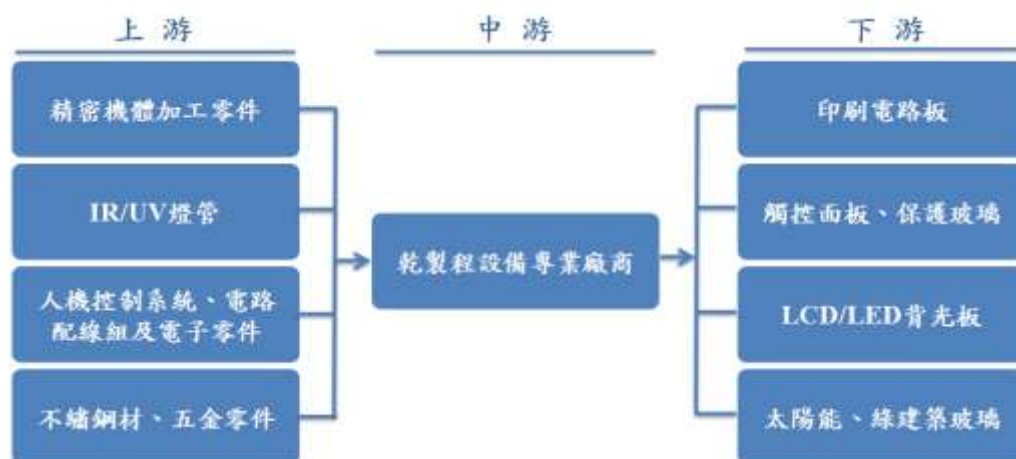 上 游
中 游
下 游
精密機體加工零件
IR/UV燈管
人機控制系統、電路
配線組及電子零件
不繡鋼材、五金零件
乾製程設備專業廠商
印刷電路板
觸控面板、保護玻璃
LCD/LED背光板
太陽能、綠建築玻璃